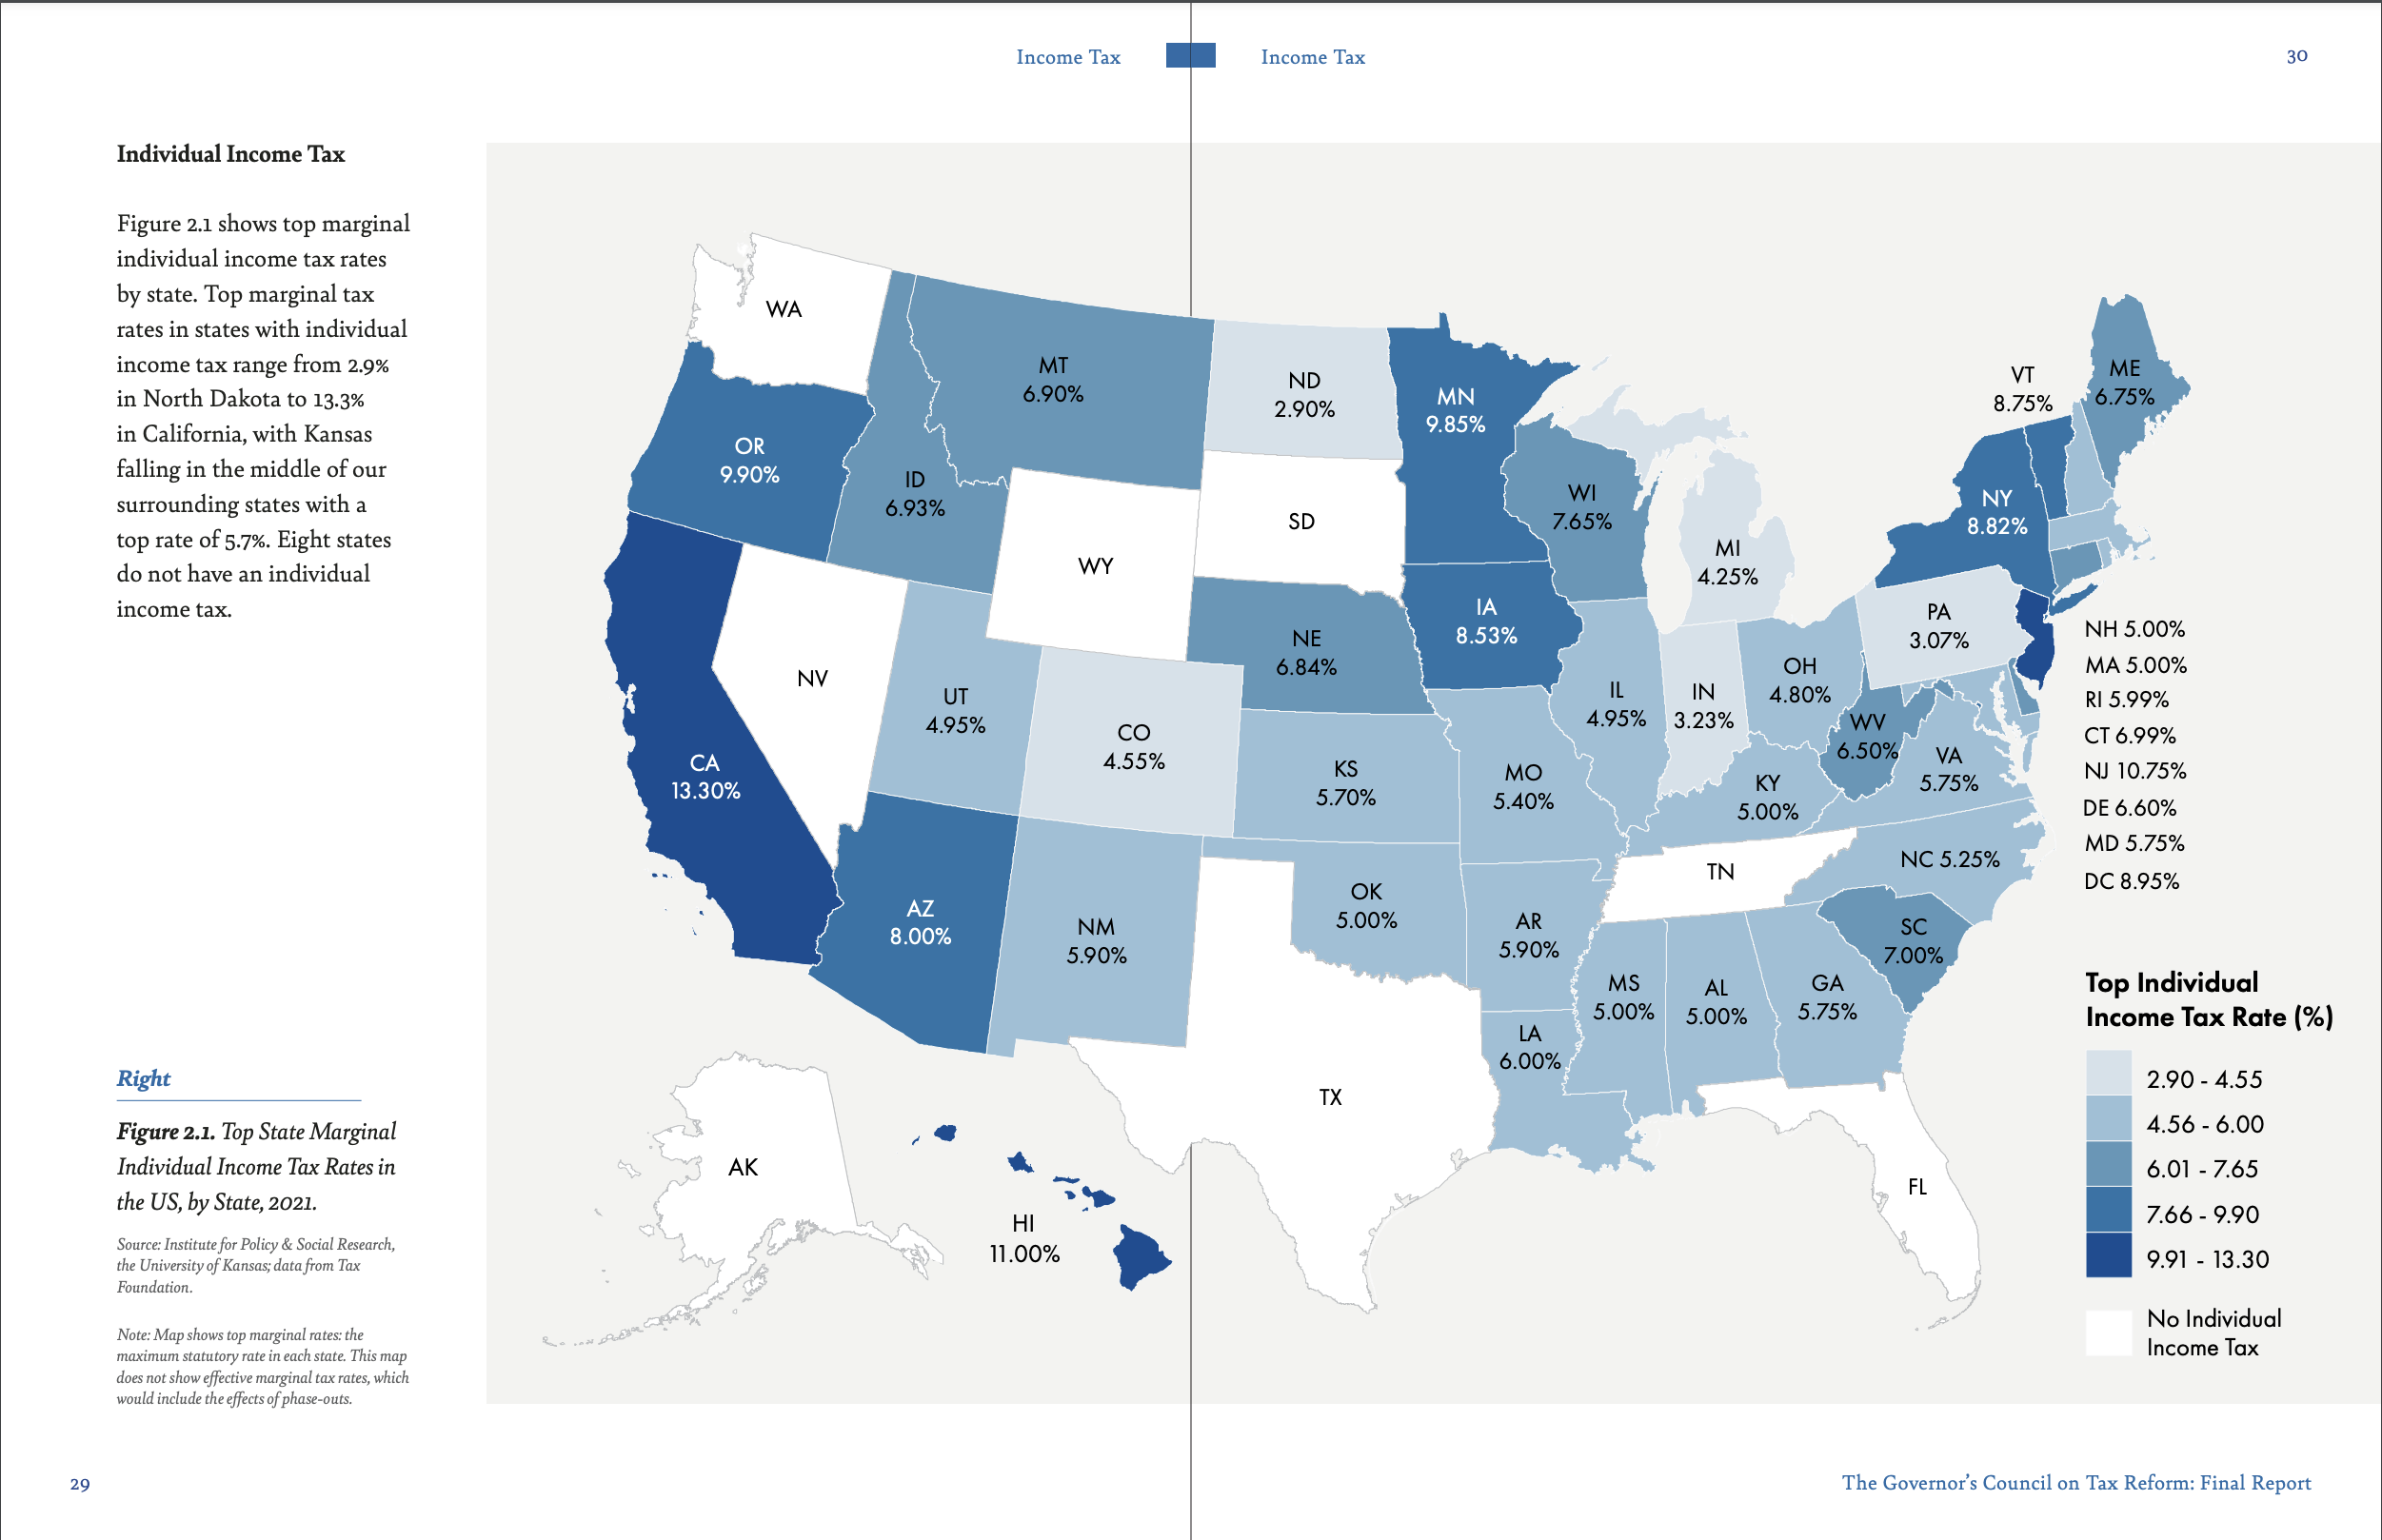 Income Tax
Income Tax
30
Individual Income Tax
Figure 2.1 shows top marginal
individual income tax rates
by state. Top marginal tax
rates in states with individual
income tax range from 2.9%
in North Dakota to 13.3%
in California, with Kansas
falling in the middle of our
surrounding states with a
top rate of 5.7%. Eight states
do not have an individual
income tax.
Right
Figure 2.1. Top State Marginal
Individual Income Tax Rates in
the US, by State, 2021.
Source: Institute for Policy & Social Research,
the University of Kansas; data from Tax
Foundation.
Note: Map shows top marginal rates: the
maximum statutory rate in each state. This map
does not show effective marginal tax rates, which
would include the effects of phase-outs.
WA
MT
6.90%
ND
2.90%
MN
9.85%
VT
8.75%
ME
6.75%
OR
9.90%
ID
6.93%
WY
SD
WI
7.65%
MI
4.25%
NY
8.82%
NV
UT
4.95%
CO
4.55%
NE
6.84%
IA
8.53%
IL
4.95%
IN
3.23%
OH
4.80%
PA
3.07%
CA
13.30%
KS
5.70%
MO
5.40%
KY
5.00%
WV
6.50%
VA
5.75%
NH 5.00%
MA 5.00%
RI 5.99%
CT 6.99%
NJ 10.75%
DE 6.60%
MD 5.75%
DC 8.95%
AZ
8.00%
NM
5.90%
OK
5.00%
AR
5.90%
TN
NC 5.25%
SC
7.00%
MS
5.00%
AL
5.00%
GA
5.75%
LA
6.00%
TX
FL
AK
HI
11.00%
Top Individual
Income Tax Rate (%)
2.90 - 4.55
4.56 - 6.00
6.01 - 7.65
7.66 - 9.90
9.91 - 13.30
No Individual
Income Tax
29
The Governor's Council on Tax Reform: Final Report